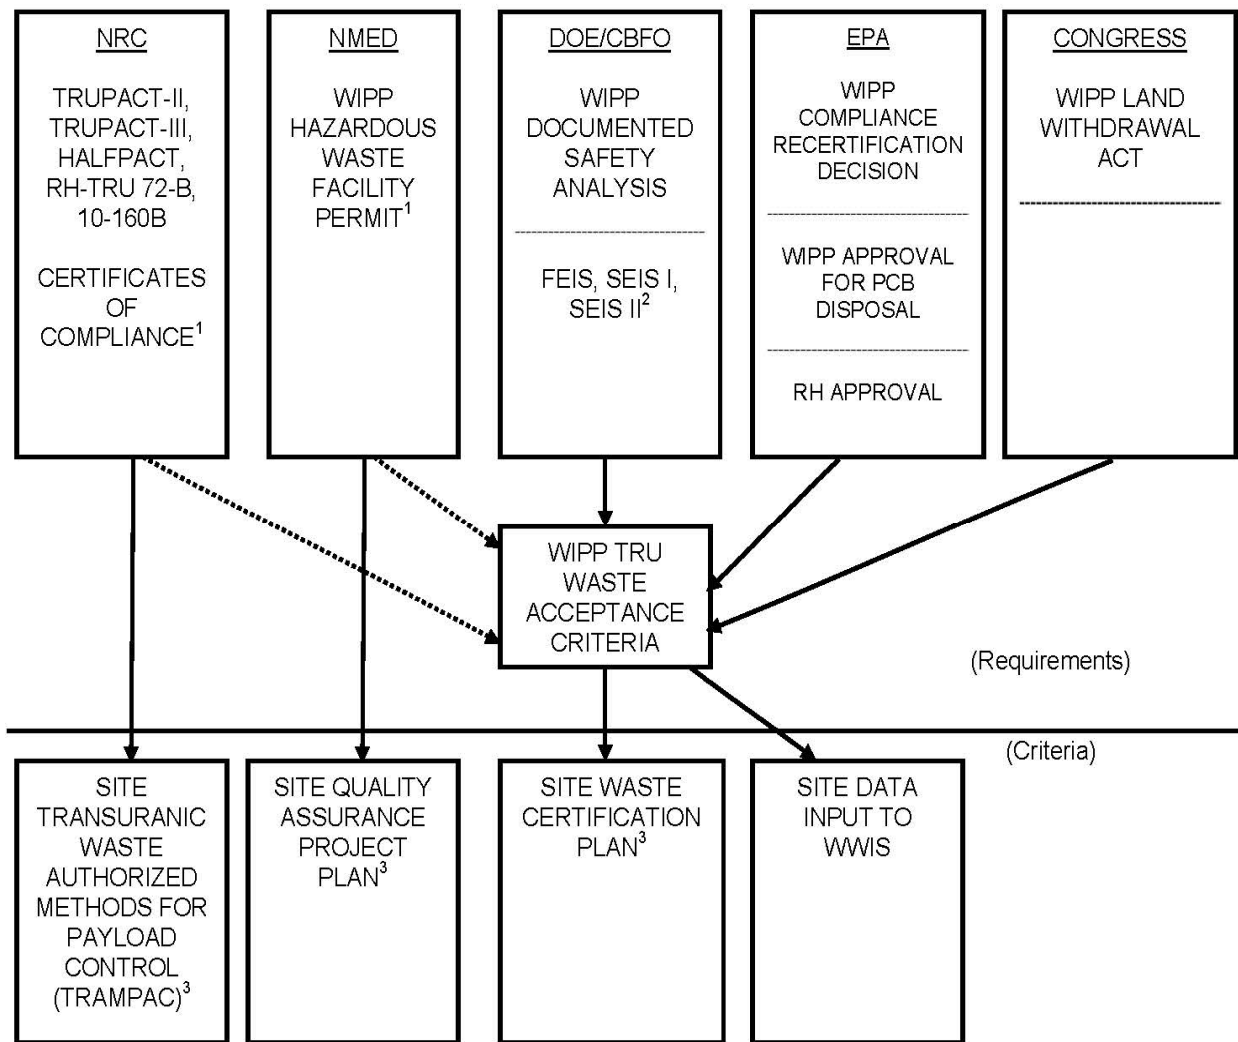 NRC
TRUPACT-II,
TRUPACT-III,
HALFPACT,
RH-TRU 72-B,
10-160B
CERTIFICATES
OF
COMPLIANCE¹
NMED
WIPP
HAZARDOUS
WASTE
FACILITY
PERMIT¹
DOE/CBFO
WIPP
DOCUMENTED
SAFETY
ANALYSIS
FEIS, SEIS I,
SEIS II²
EPA
WIPP
COMPLIANCE
RECERTIFICATION
DECISION
WIPP APPROVAL
FOR PCB
DISPOSAL
RH APPROVAL
CONGRESS
WIPP LAND
WITHDRAWAL
ACT
WIPP TRU
WASTE
ACCEPTANCE
CRITERIA
(Requirements)
(Criteria)
SITE
TRANSURANIC
WASTE
AUTHORIZED
METHODS FOR
PAYLOAD
CONTROL
(TRAMPAC)³
SITE QUALITY
ASSURANCE
PROJECT
PLAN³
SITE WASTE
CERTIFICATION
PLAN³
SITE DATA
INPUT TO
WWIS